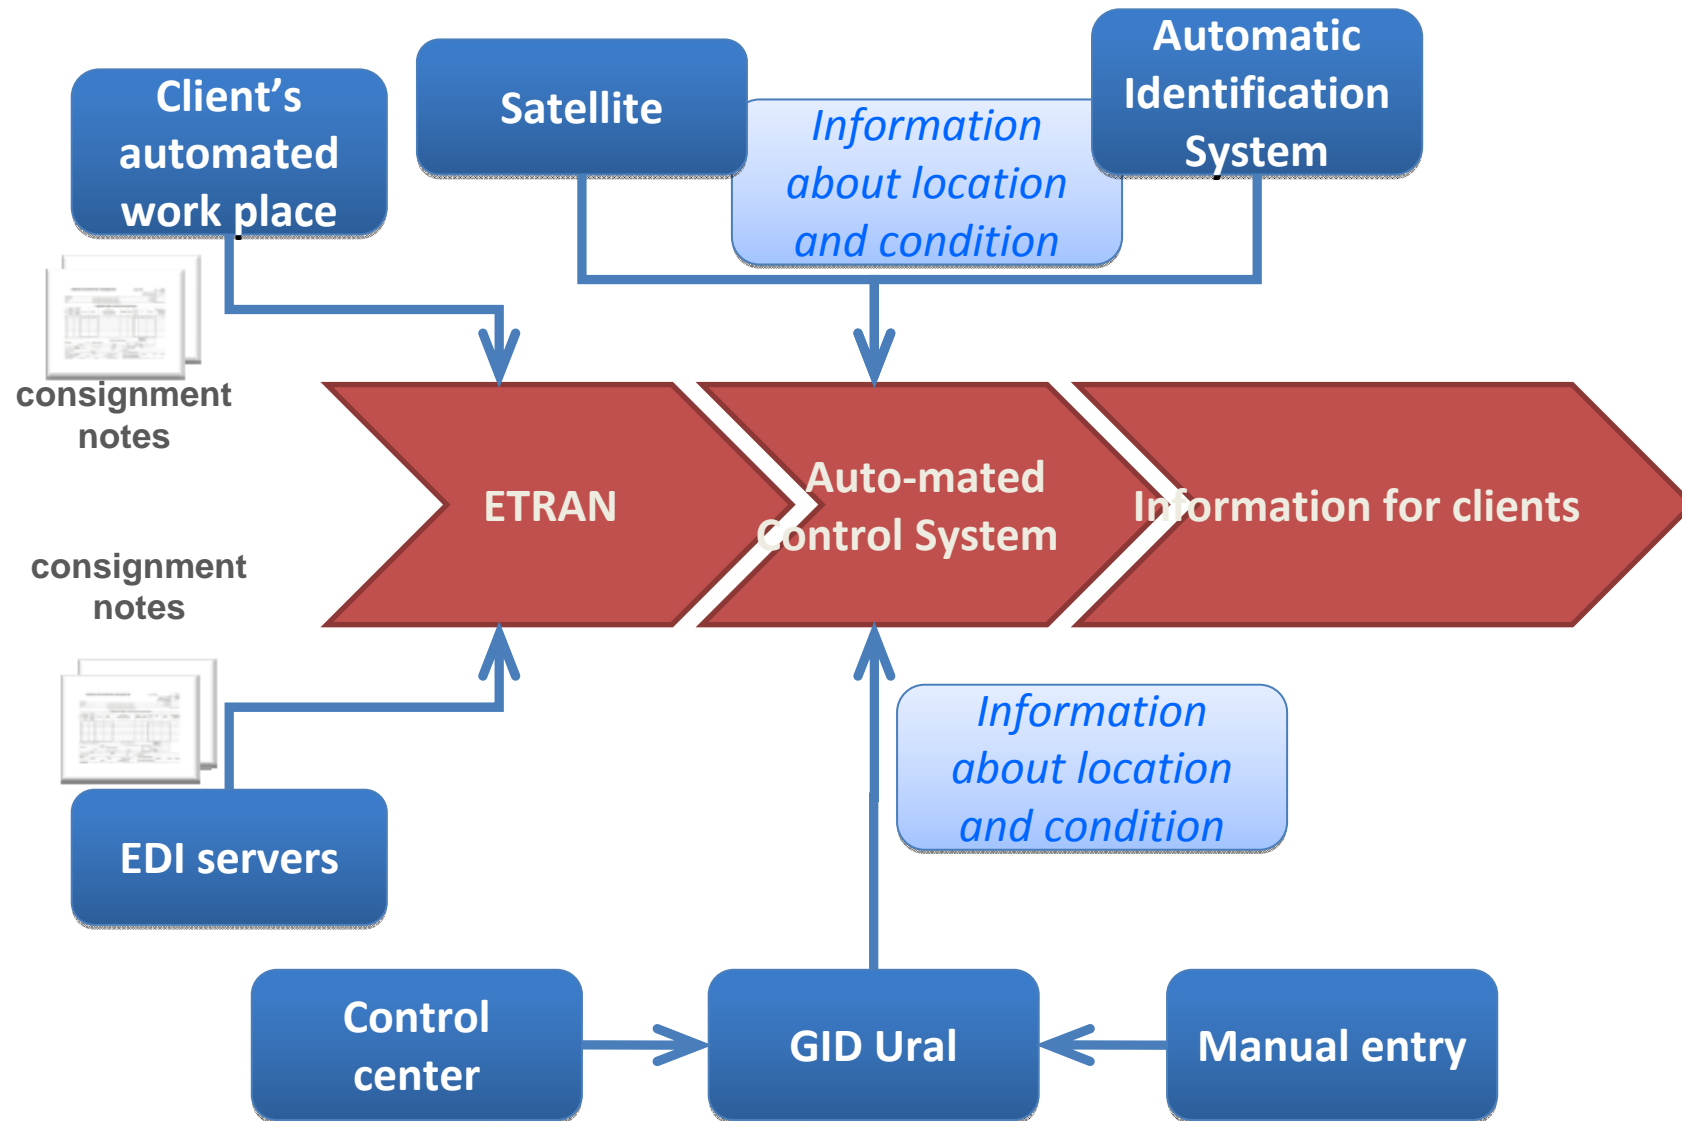 Client’s
automated
work place
Satellite
Automatic
Identification
System
Information
about location
and condition
consignment
notes
ETRAN
Auto-mated
Control System
Information for clients
consignment
notes
Information
about location
and condition
EDI servers
Control
center
GID Ural
Manual entry